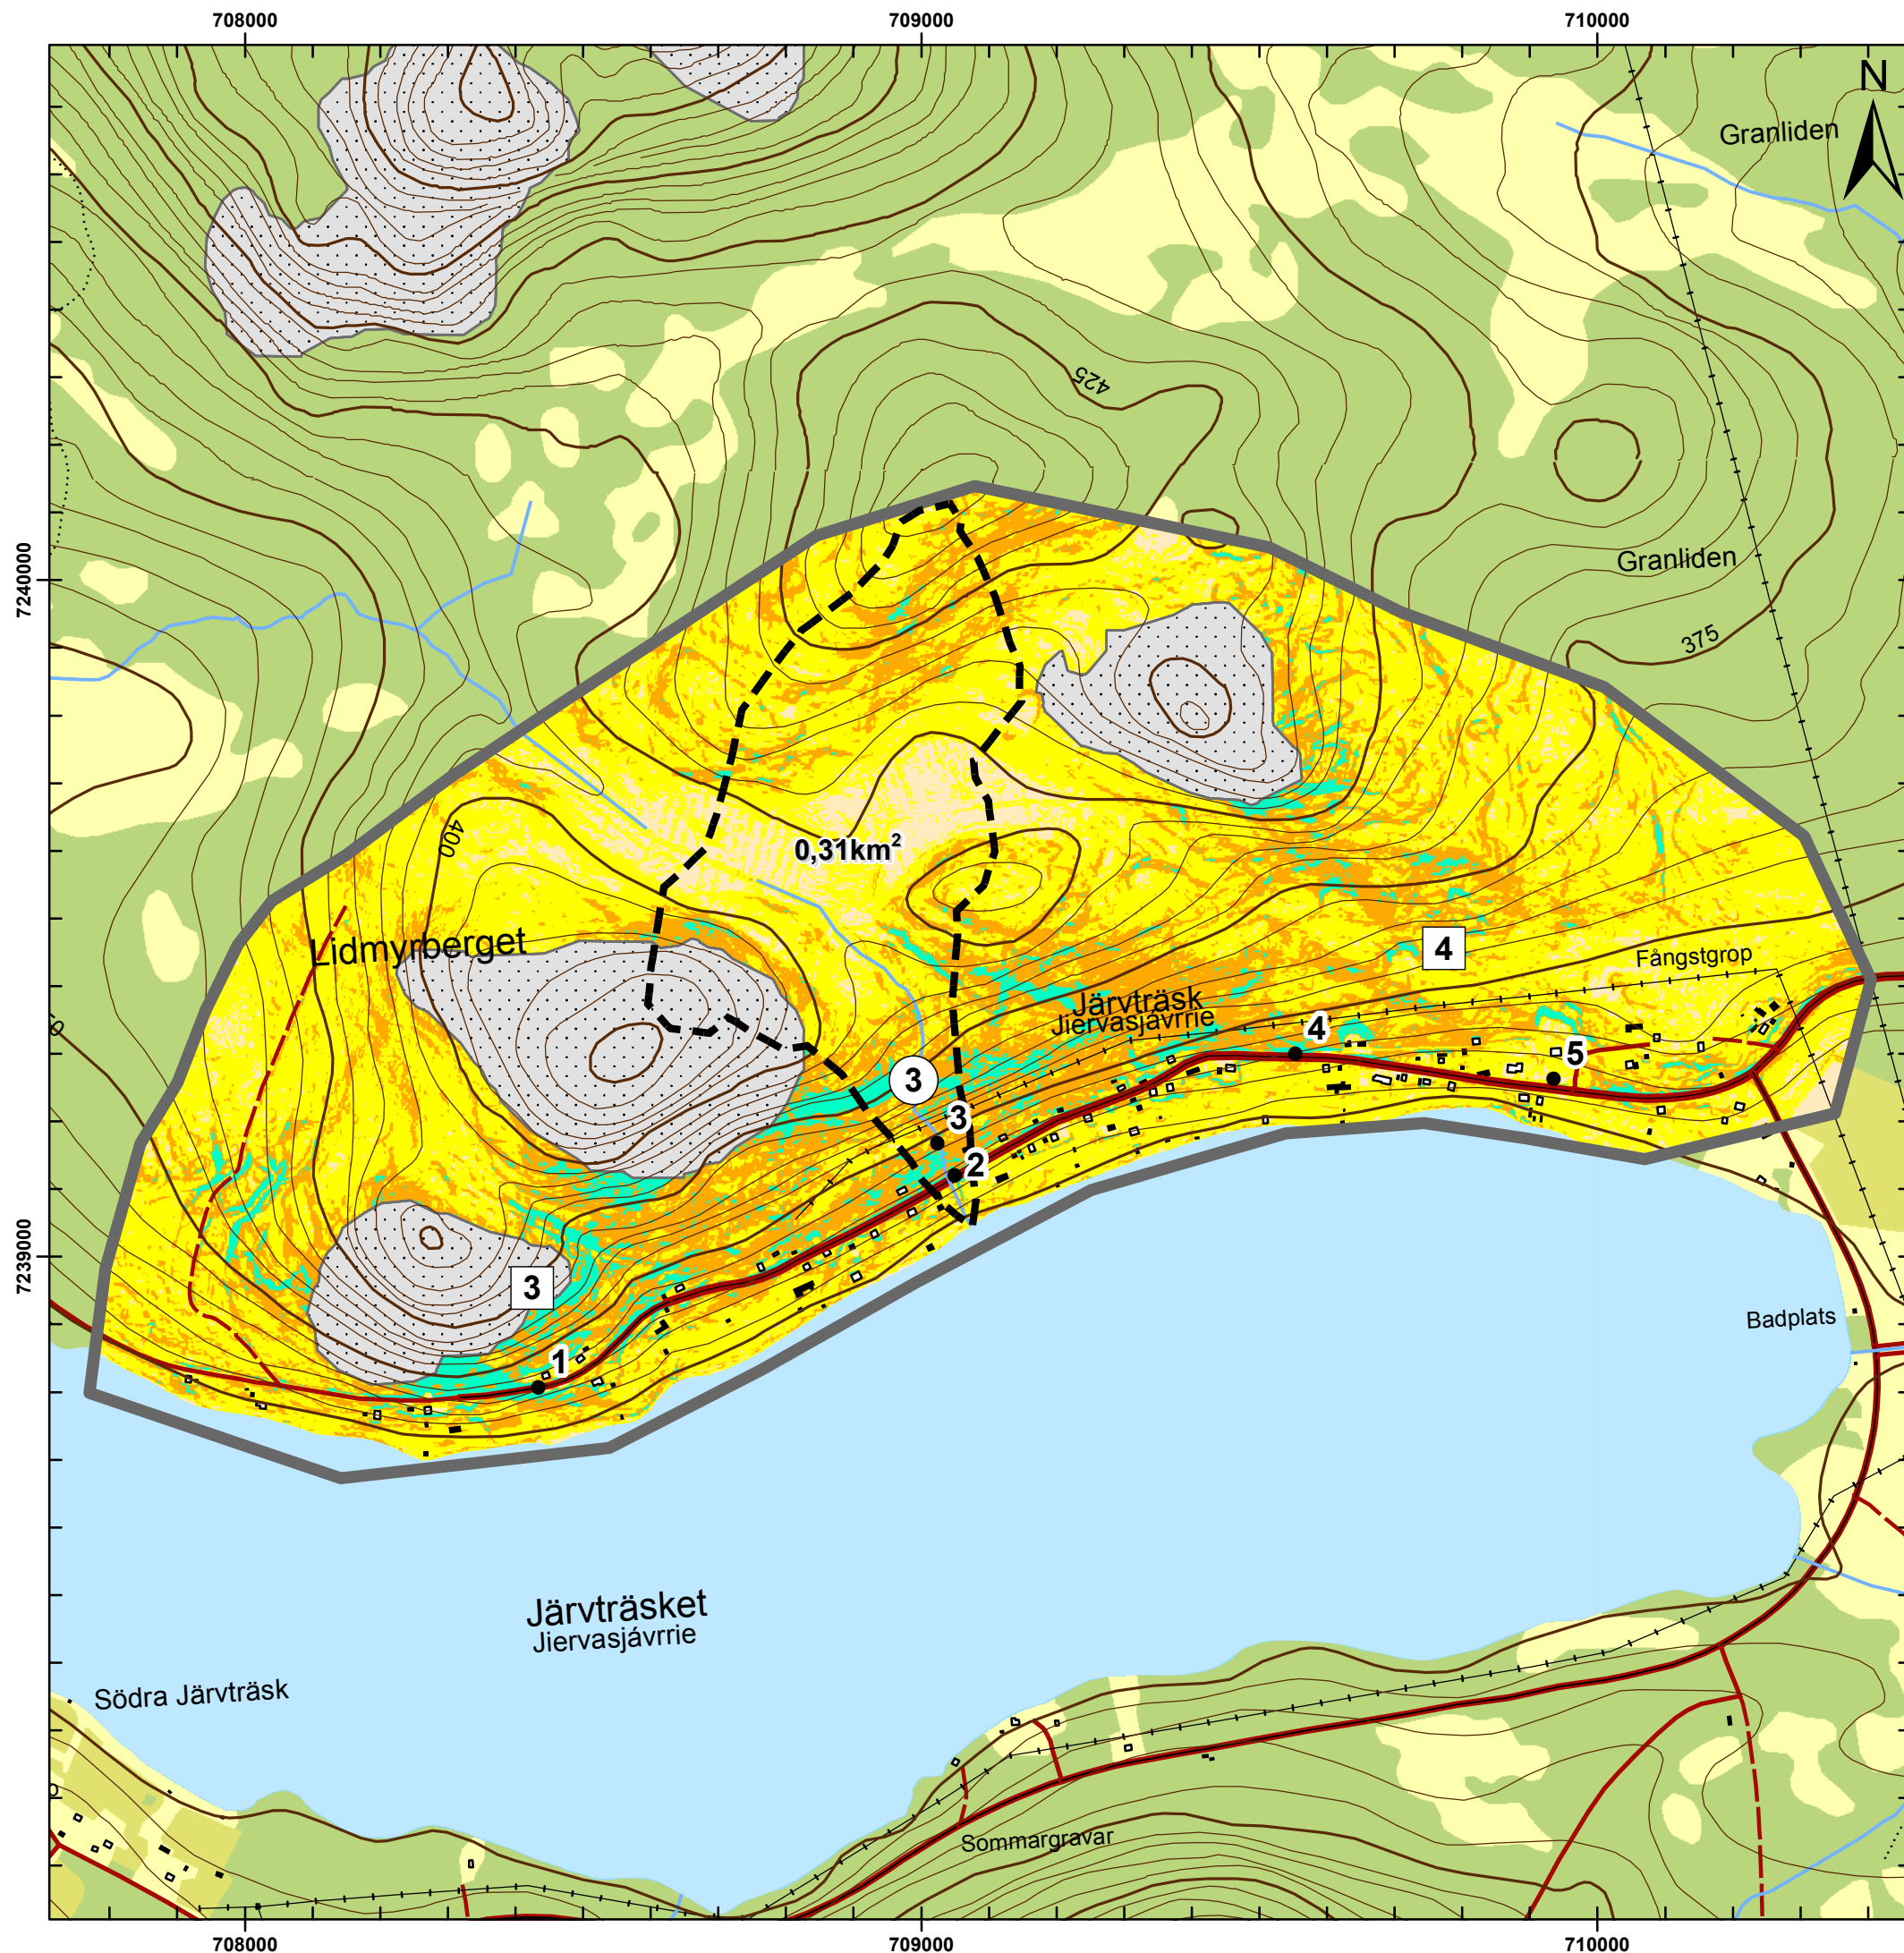 708000
709000
710000
N
Granliden
425
7240000
Granliden
375
400
0,31km²
Lidmyrberget
4
Fångstgrop
Järvträsk
Jiervasjávrrie
4
5
3
3
2
7239000
3
Badplats
1
Järvträsket
Jiervasjávrrie
Södra Järvträsk
Sommargravar
708000
709000
710000